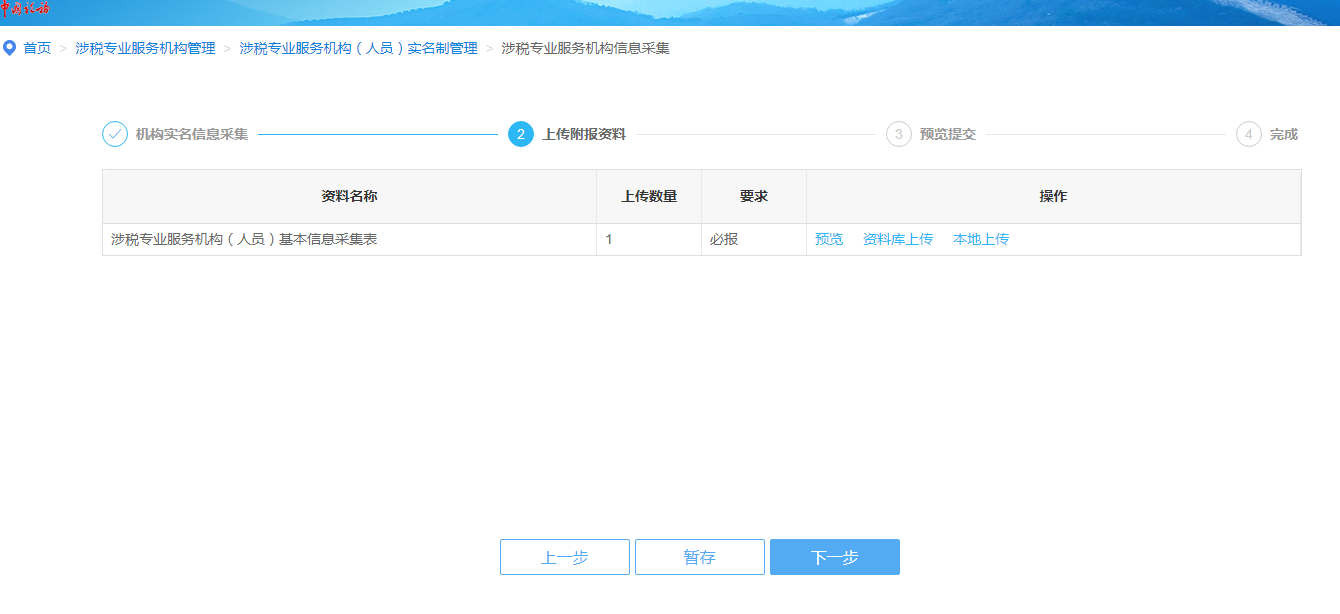 中国税务
首页 > 涉税专业服务机构管理 > 涉税专业服务机构（人员）实名制管理 > 涉税专业服务机构信息采集
机构实名信息采集 2 上传附报资料 3 预览提交 4 完成
资料名称 上传数量 要求 操作
涉税专业服务机构（人员）基本信息采集表 1 必报 预览 资料库上传 本地上传
上一步 暂存 下一步